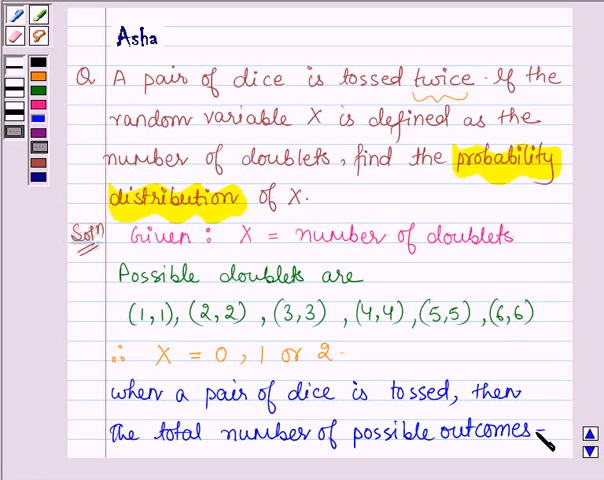 Asha
Q A pair of dice is tossed twice. If the
random variable X is defined as the
number of doublets, find the probability
distribution of X.
Solⁿ Given : X = number of doublets
Possible doublets are
(1,1), (2,2) , (3,3) , (4,4) , (5,5) , (6,6)
∴ X = 0 , 1 or 2.
when a pair of dice is tossed, then
the total number of possible outcomes =